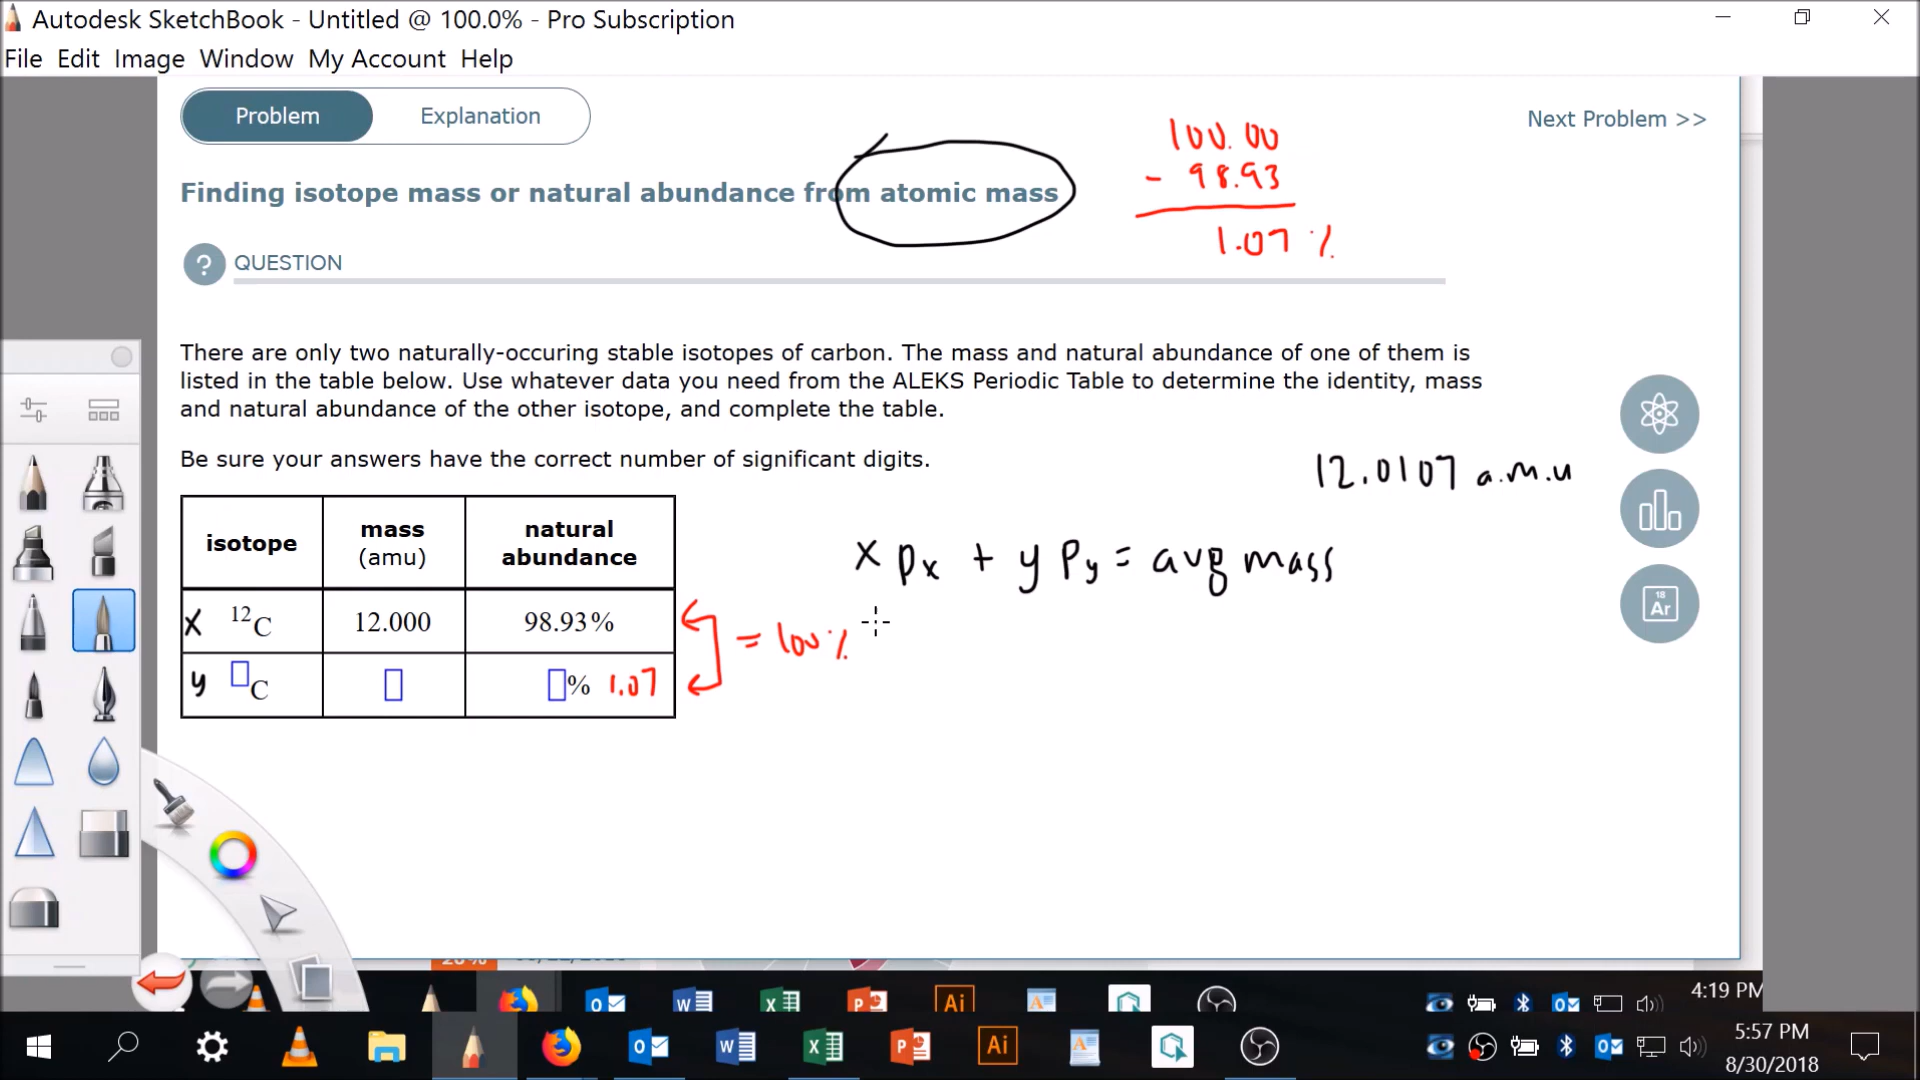 Autodesk SketchBook - Untitled @ 100.0% - Pro Subscription
File Edit Image Window My Account Help
Problem
Explanation
Next Problem >>
Finding isotope mass or natural abundance from atomic mass
100.00
- 98.93
1.07 %
?
QUESTION
There are only two naturally-occuring stable isotopes of carbon. The mass and natural abundance of one of them is
listed in the table below. Use whatever data you need from the ALEKS Periodic Table to determine the identity, mass
and natural abundance of the other isotope, and complete the table.
Be sure your answers have the correct number of significant digits.
12.0107 a.m.u
isotope
mass
(amu)
natural
abundance
x px + y py = avg mass
x ¹²C 12.000 98.93%
= 100%
y □C □ □% 1.07
18
Ar
4:19 PM
5:57 PM
8/30/2018